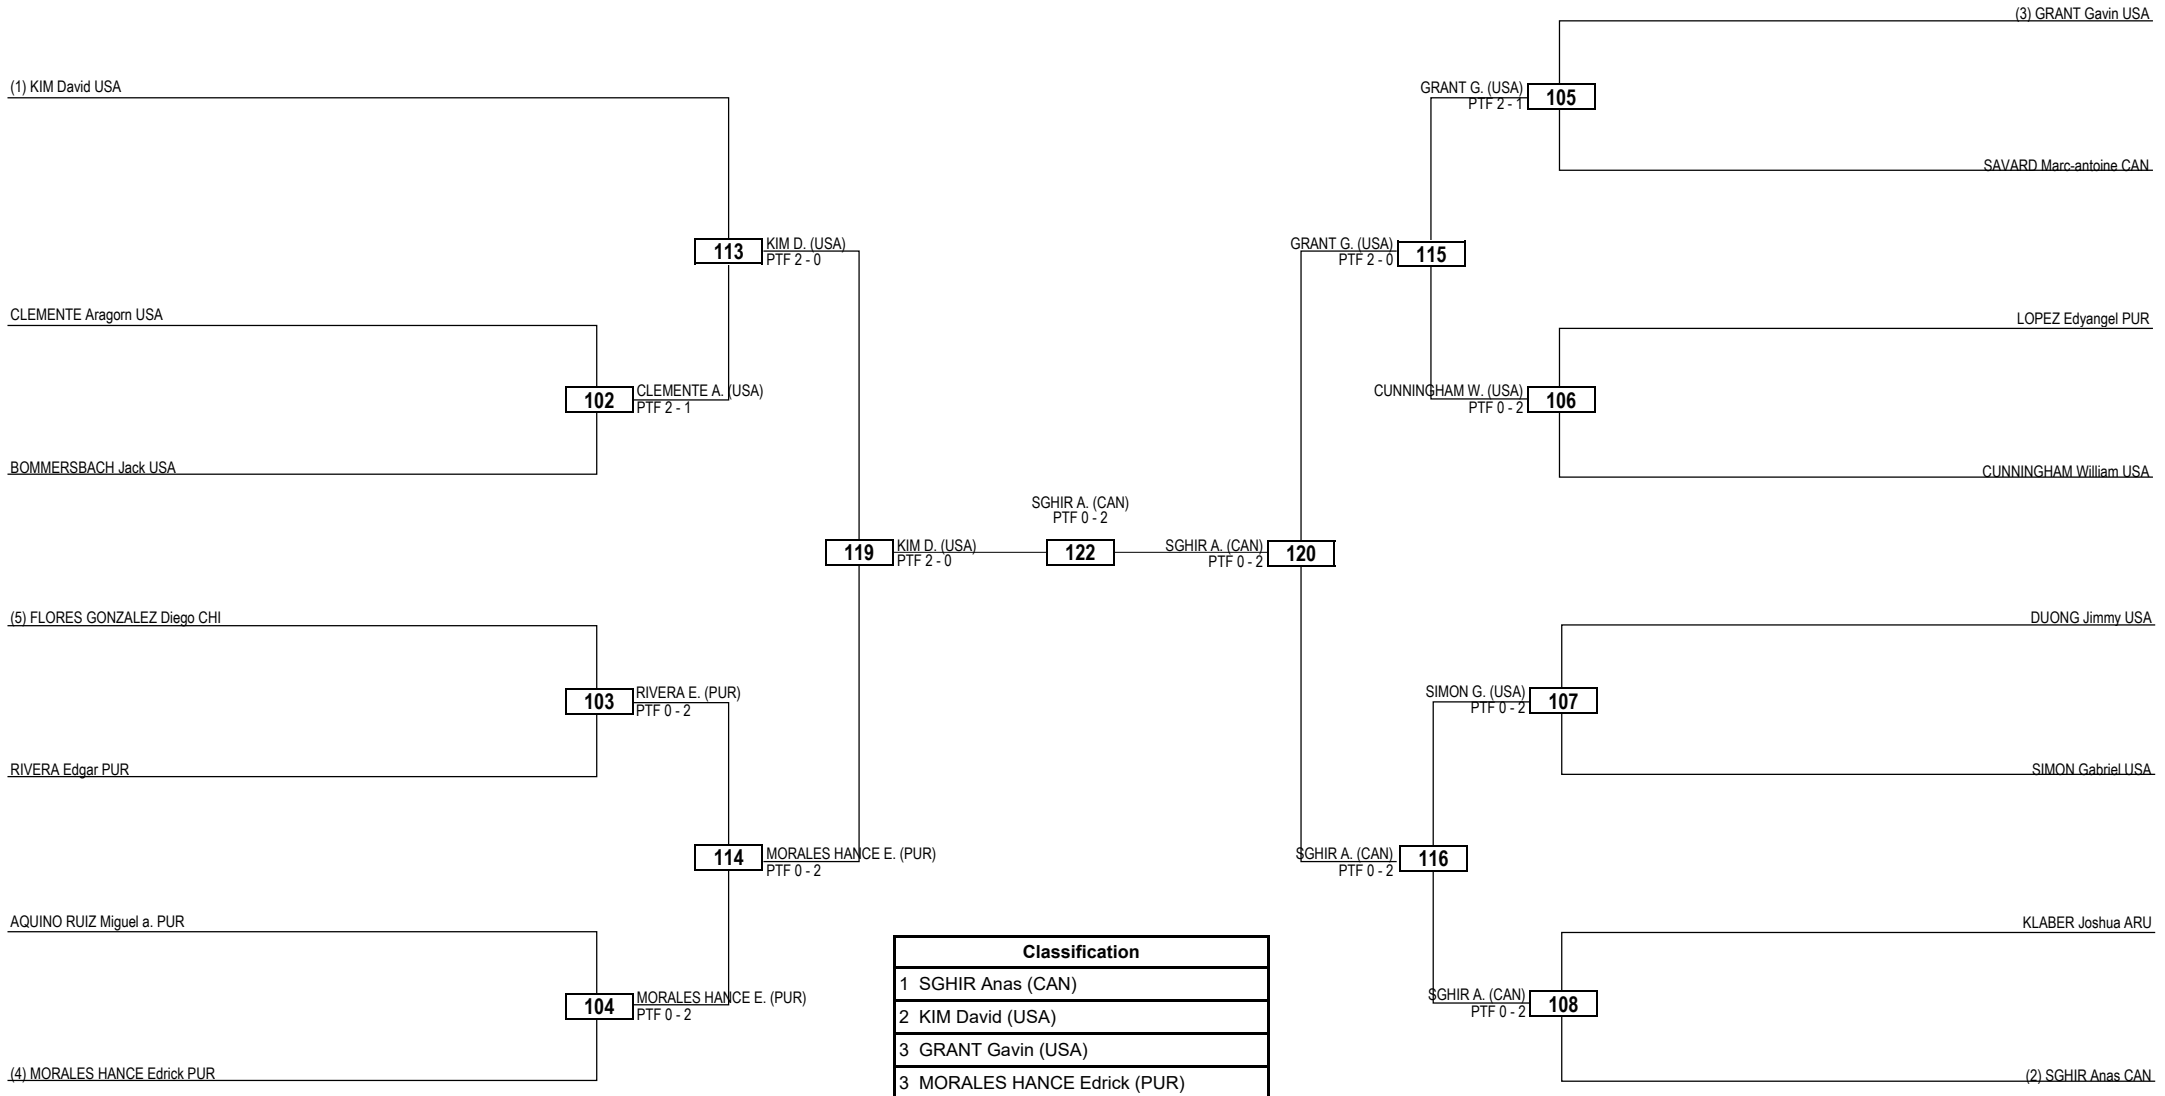 (3) GRANT Gavin USA
(1) KIM David USA
GRANT G. (USA)
PTF 2 - 1
105
SAVARD Marc-antoine CAN
113
KIM D. (USA)
PTF 2 - 0
GRANT G. (USA)
PTF 2 - 0
115
CLEMENTE Aragorn USA
LOPEZ Edyangel PUR
102
CLEMENTE A. (USA)
PTF 2 - 1
CUNNINGHAM W. (USA)
PTF 0 - 2
106
BOMMERSBACH Jack USA
CUNNINGHAM William USA
SGHIR A. (CAN)
PTF 0 - 2
119
KIM D. (USA)
PTF 2 - 0
122
SGHIR A. (CAN)
PTF 0 - 2
120
(5) FLORES GONZALEZ Diego CHI
DUONG Jimmy USA
103
RIVERA E. (PUR)
PTF 0 - 2
SIMON G. (USA)
PTF 0 - 2
107
RIVERA Edgar PUR
SIMON Gabriel USA
114
MORALES HANCE E. (PUR)
PTF 0 - 2
SGHIR A. (CAN)
PTF 0 - 2
116
AQUINO RUIZ Miguel a. PUR
KLABER Joshua ARU
104
MORALES HANCE E. (PUR)
PTF 0 - 2
SGHIR A. (CAN)
PTF 0 - 2
108
(4) MORALES HANCE Edrick PUR
(2) SGHIR Anas CAN
Classification
1 SGHIR Anas (CAN)
2 KIM David (USA)
3 GRANT Gavin (USA)
3 MORALES HANCE Edrick (PUR)